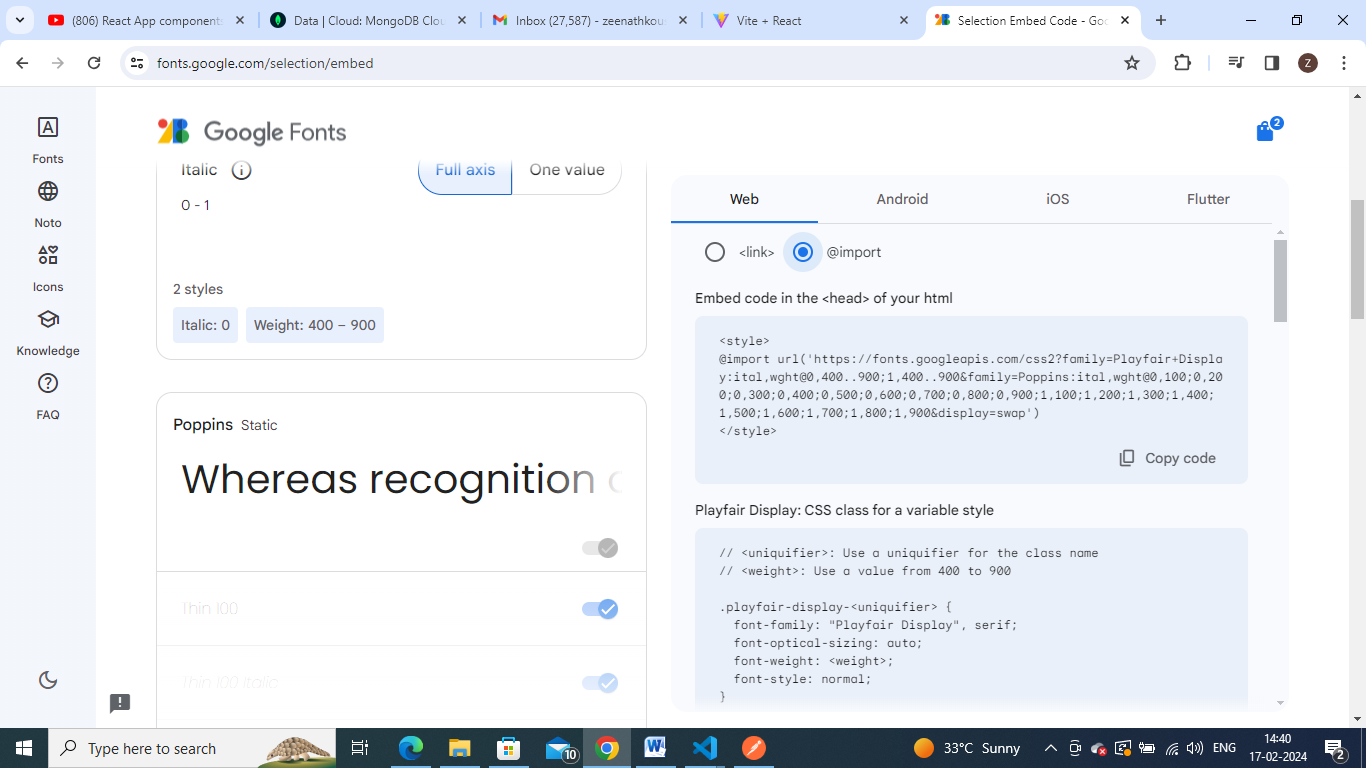 (806) React App component
Data | Cloud: MongoDB Clou
Inbox (27,587) - zeenathkou
Vite + React
Selection Embed Code - Goo
fonts.google.com/selection/embed
Z
Fonts
Noto
Icons
Knowledge
FAQ
Google Fonts
2
Italic
Full axis
One value
0 - 1
2 styles
Italic: 0
Weight: 400 – 900
Poppins Static
Whereas recognition
Thin 100
Thin 100 Italic
Web
Android
iOS
Flutter
<link>
@import
Embed code in the <head> of your html
<style>
@import url('https://fonts.googleapis.com/css2?family=Playfair+Displa
y:ital,wght@0,400..900;1,400..900&family=Poppins:ital,wght@0,100;0,20
0;0,300;0,400;0,500;0,600;0,700;0,800;0,900;1,100;1,200;1,300;1,400;
1,500;1,600;1,700;1,800;1,900&display=swap')
</style>
Copy code
Playfair Display: CSS class for a variable style
// <uniquifier>: Use a uniquifier for the class name
// <weight>: Use a value from 400 to 900
.playfair-display-<uniquifier> {
font-family: "Playfair Display", serif;
font-optical-sizing: auto;
font-weight: <weight>;
font-style: normal;
}
Type here to search
10
33°C Sunny
ENG
14:40
17-02-2024
2